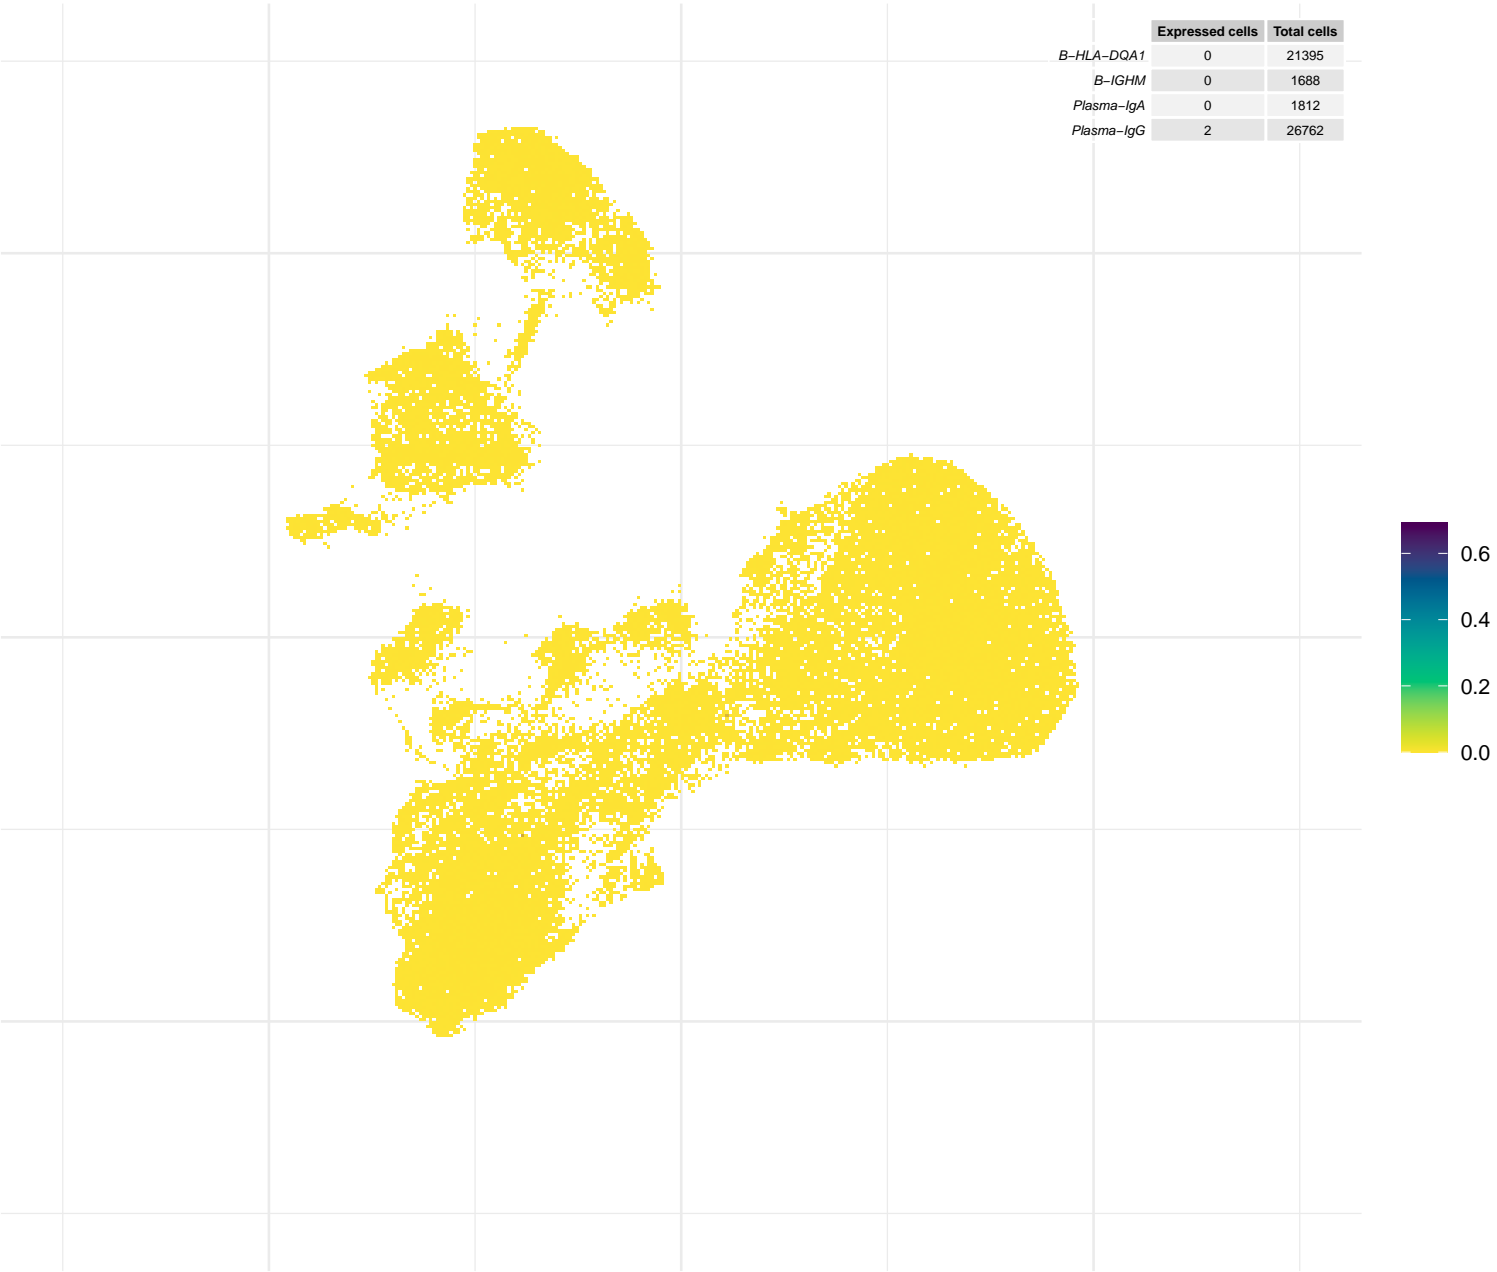 Expressed cells Total cells
B−HLA−DQA1 0 21395
B−IGHM 0 1688
Plasma−IgA 0 1812
Plasma−IgG 2 26762
0.6
0.4
0.2
0.0